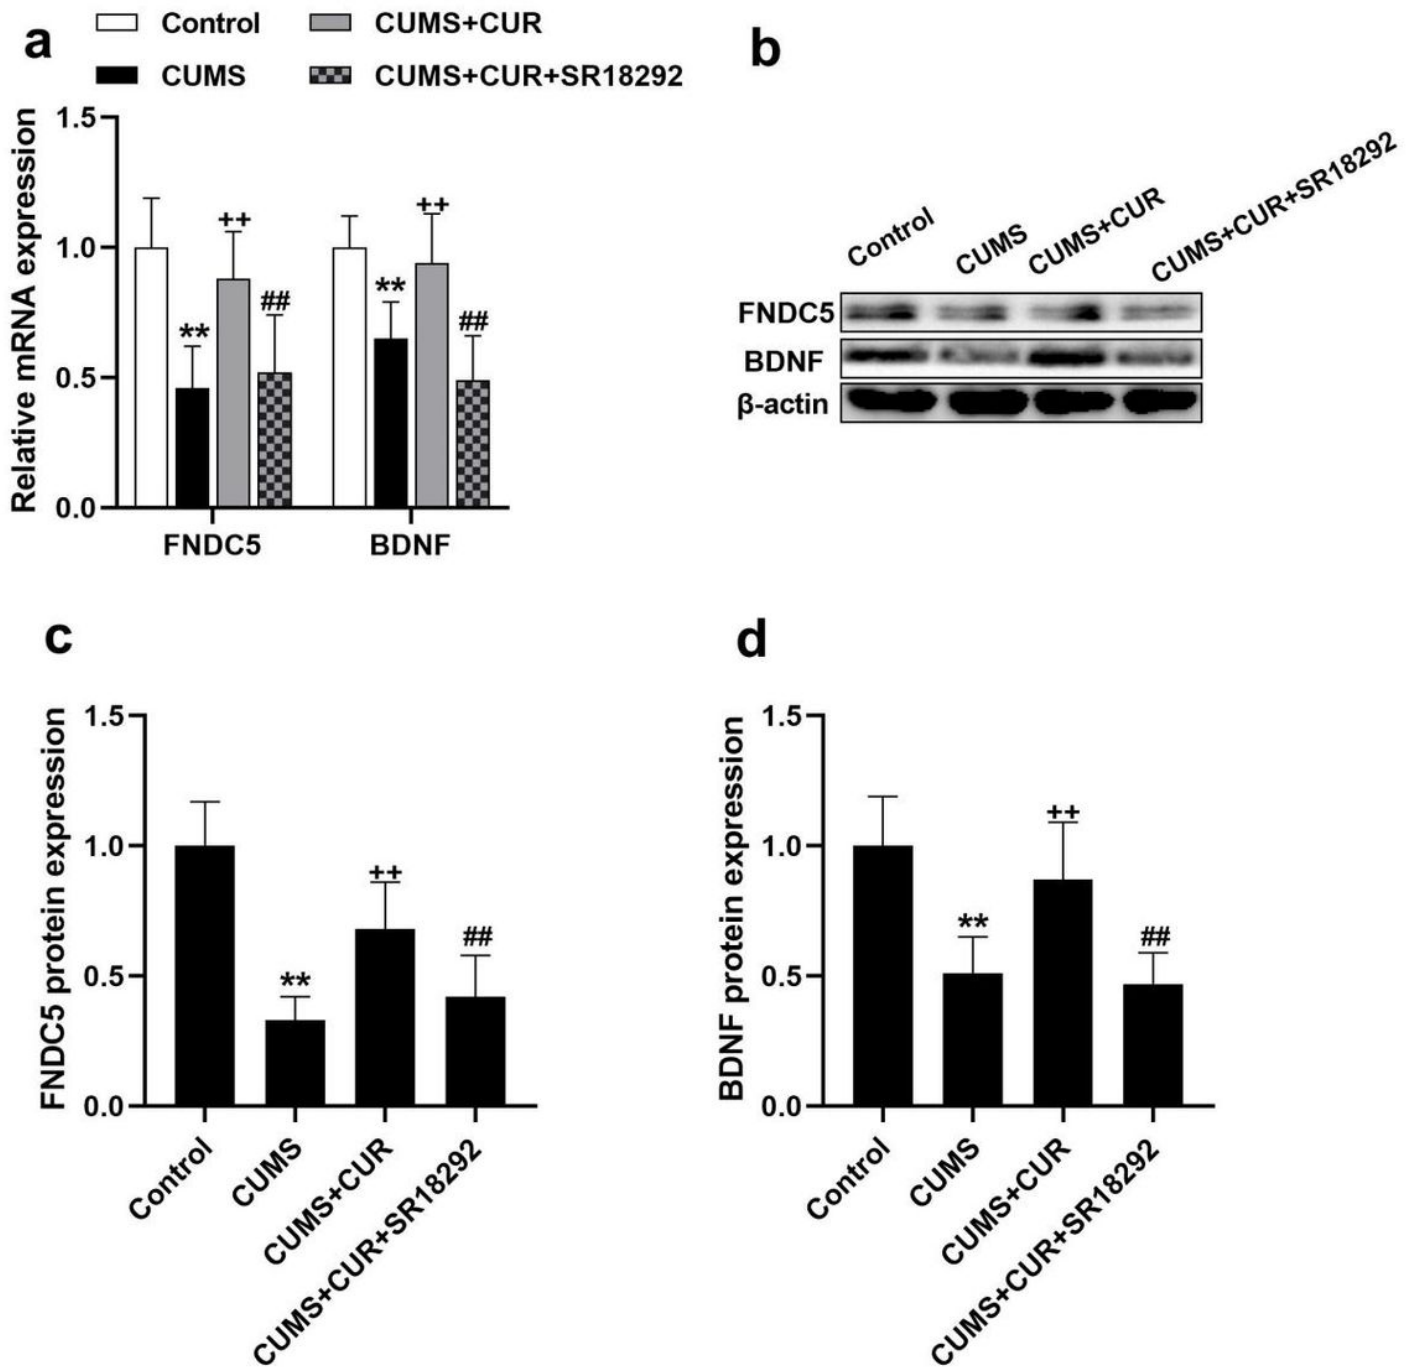 a
Control
CUMS+CUR
CUMS
CUMS+CUR+SR18292
Relative mRNA expression
1.5
1.0
0.5
0.0
++
**
##
++
**
##
FNDC5
BDNF
b
Control
CUMS
CUMS+CUR
CUMS+CUR+SR18292
FNDC5
BDNF
β-actin
c
FNDC5 protein expression
1.5
1.0
0.5
0.0
**
++
##
Control
CUMS
CUMS+CUR
CUMS+CUR+SR18292
d
BDNF protein expression
1.5
1.0
0.5
0.0
**
++
##
Control
CUMS
CUMS+CUR
CUMS+CUR+SR18292